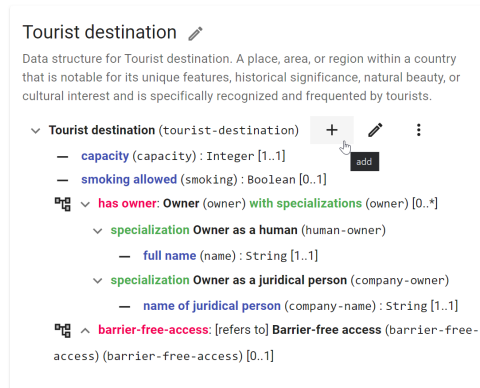 Tourist destination
Data structure for Tourist destination. A place, area, or region within a country
that is notable for its unique features, historical significance, natural beauty, or
cultural interest and is specifically recognized and frequented by tourists.
Tourist destination (tourist-destination)
add
capacity (capacity) : Integer [1..1]
smoking allowed (smoking) : Boolean [0..1]
has owner: Owner (owner) with specializations (owner) [0..*]
specialization Owner as a human (human-owner)
full name (name) : String [1..1]
specialization Owner as a juridical person (company-owner)
name of juridical person (company-name) : String [1..1]
barrier-free-access: [refers to] Barrier-free access (barrier-free-
access) (barrier-free-access) [0..1]